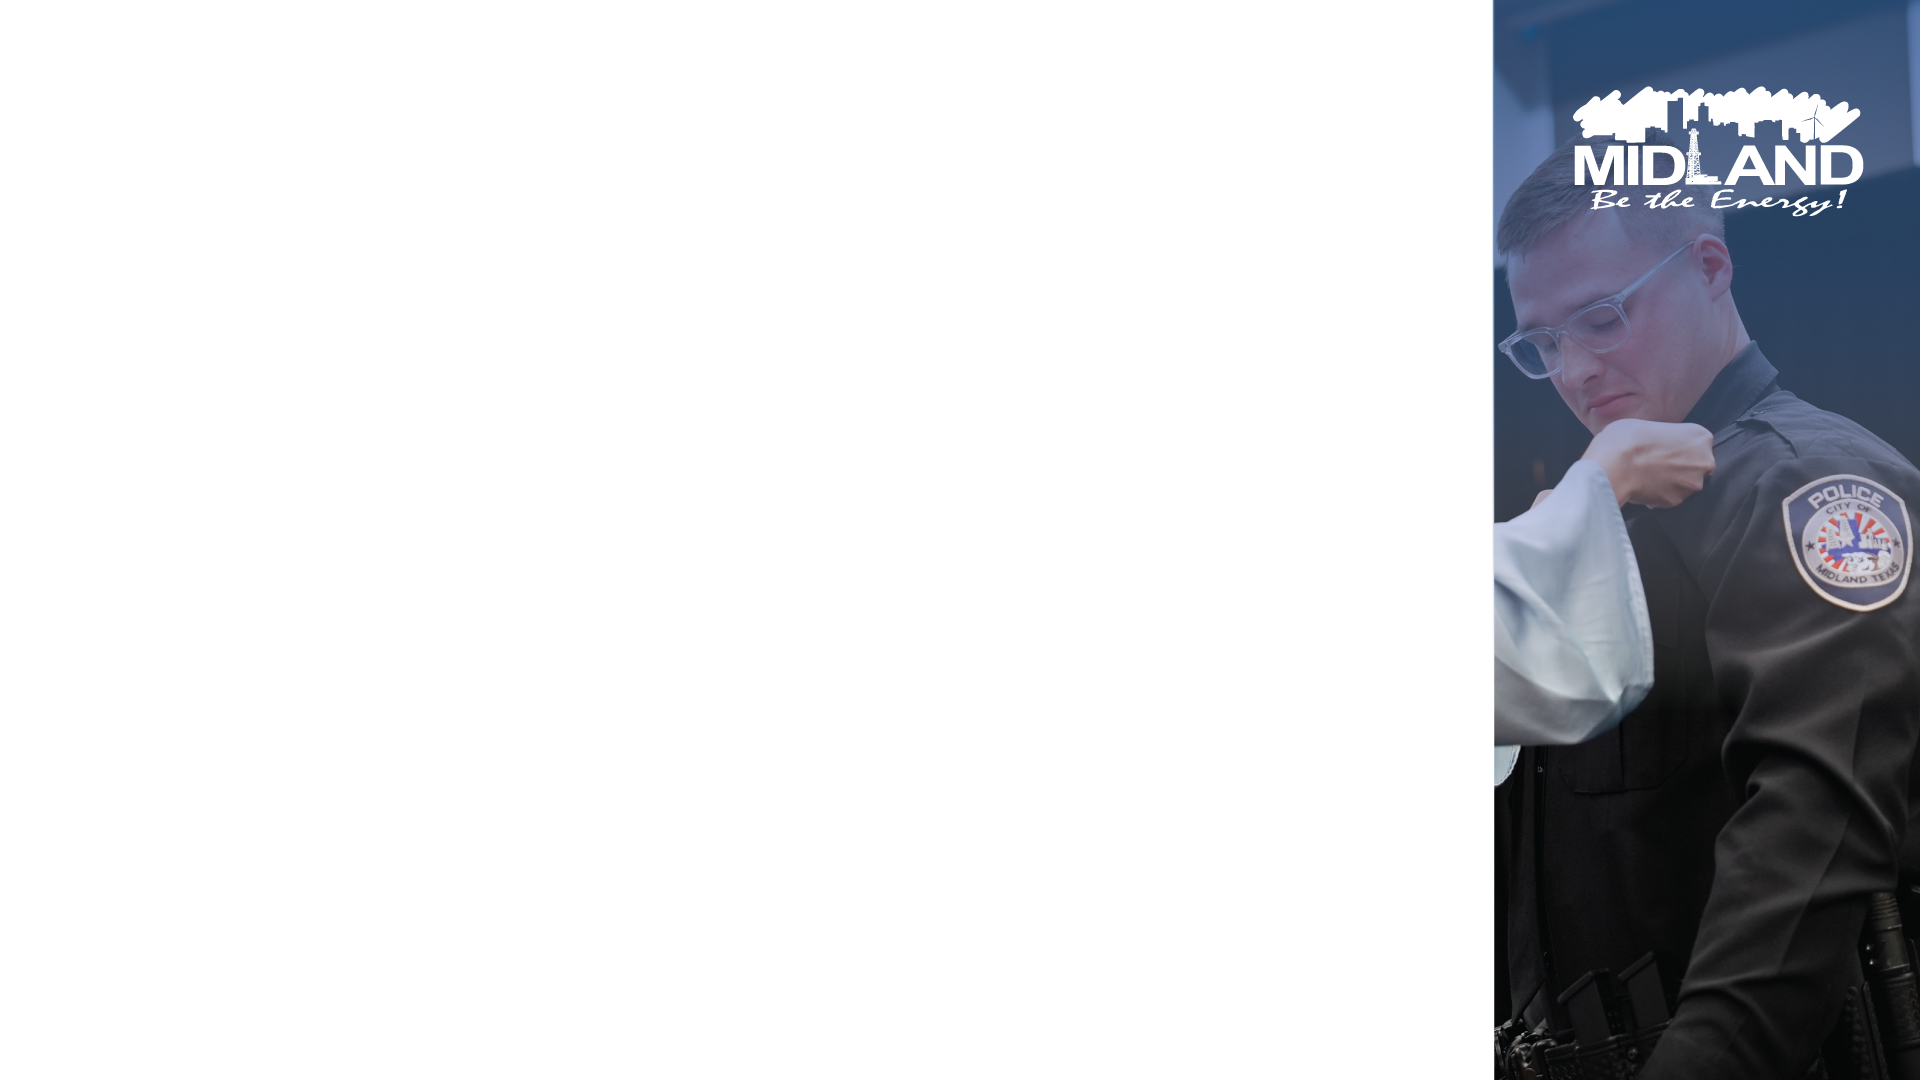 MIDLAND
Be the Energy!
POLICE
CITY OF
MIDLAND TEXAS